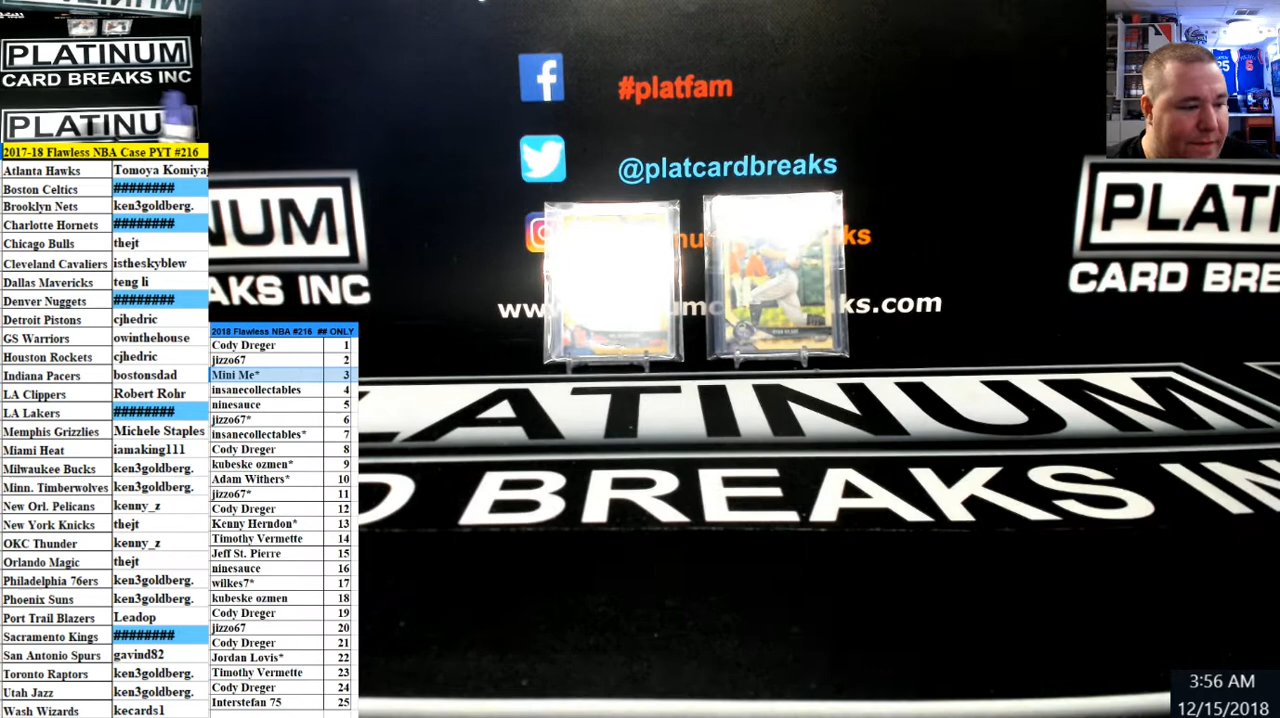 PLATINUM
CARD BREAKS INC
PLATINU
2017-18 Flawless NBA Case PYT #216
Atlanta Hawks Tomoya Komiya
Boston Celtics ########
Brooklyn Nets ken3goldberg.
Charlotte Hornets ########
Chicago Bulls thejt
Cleveland Cavaliers istheskyblew
Dallas Mavericks teng li
Denver Nuggets ########
Detroit Pistons cjhedric
GS Warriors owinthehouse
Houston Rockets cjhedric
Indiana Pacers bostonsdad
LA Clippers Robert Rohr
LA Lakers ########
Memphis Grizzlies Michele Staples
Miami Heat iamaking111
Milwaukee Bucks ken3goldberg.
Minn. Timberwolves ken3goldberg.
New Orl. Pelicans kenny_z
New York Knicks thejt
OKC Thunder kenny_z
Orlando Magic thejt
Philadelphia 76ers ken3goldberg.
Phoenix Suns ken3goldberg.
Port Trail Blazers Leadop
Sacramento Kings ########
San Antonio Spurs gavind82
Toronto Raptors ken3goldberg.
Utah Jazz ken3goldberg.
Wash Wizards kecards1
2018 Flawless NBA #216 ## ONLY
Cody Dreger 1
jizzo67 2
Mini Me* 3
insanecollectables 4
ninesauce 5
jizzo67* 6
insanecollectables* 7
Cody Dreger 8
kubeske ozmen* 9
Adam Withers* 10
jizzo67* 11
Cody Dreger 12
Kenny Herndon* 13
Timothy Vermette 14
Jeff St. Pierre 15
ninesauce 16
wilkes7* 17
kubeske ozmen 18
Cody Dreger 19
jizzo67 20
Cody Dreger 21
Jordan Lovis* 22
Timothy Vermette 23
Cody Dreger 24
Interstefan 75 25
#platfam
@platcardbreaks
NUM
AKS INC
PLAT
CARD BRE
LATINUM
D BREAKS IN
25
6
3:56 AM
12/15/2018